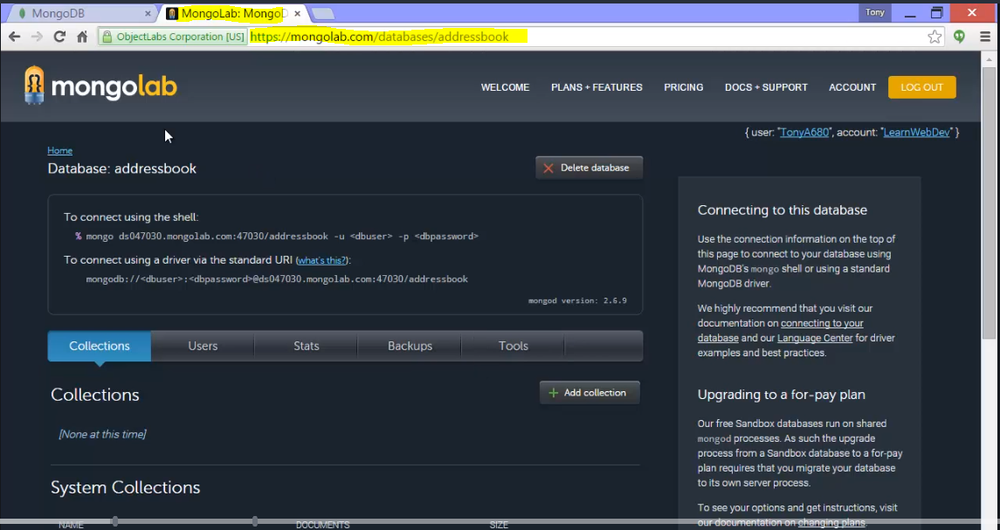 MongoDB
MongoLab: MongoD
Tony
ObjectLabs Corporation [US]
https://mongolab.com/databases/addressbook
mongolab
WELCOME
PLANS + FEATURES
PRICING
DOCS + SUPPORT
ACCOUNT
LOG OUT
{ user: "TonyA680", account: "LearnWebDev" }
Home
Database: addressbook
Delete database
To connect using the shell:
% mongo ds047030.mongolab.com:47030/addressbook -u <dbuser> -p <dbpassword>
To connect using a driver via the standard URI (what's this?):
mongodb://<dbuser>:<dbpassword>@ds047030.mongolab.com:47030/addressbook
mongod version: 2.6.9
Collections
Users
Stats
Backups
Tools
Collections
Add collection
[None at this time]
System Collections
NAME
DOCUMENTS
SIZE
Connecting to this database
Use the connection information on the top of
this page to connect to your database using
MongoDB's mongo shell or using a standard
MongoDB driver.
We highly recommend that you visit our
documentation on connecting to your
database and our Language Center for driver
examples and best practices.
Upgrading to a for-pay plan
Our free Sandbox databases run on shared
mongod processes. As such the upgrade
process from a Sandbox database to a for-pay
plan requires that you migrate your database
to its own server process.
To see your options and get instructions, visit
our documentation on changing plans.